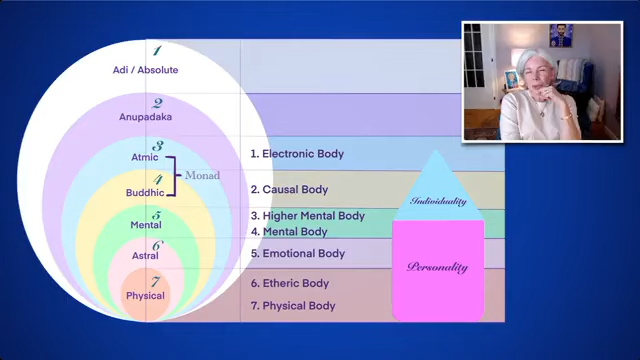 1
Adi / Absolute
2
Anupadaka
3
Atmic
Monad
4
Buddhic
5
Mental
6
Astral
7
Physical
1. Electronic Body
2. Causal Body
3. Higher Mental Body
4. Mental Body
5. Emotional Body
6. Etheric Body
7. Physical Body
Individuality
Personality